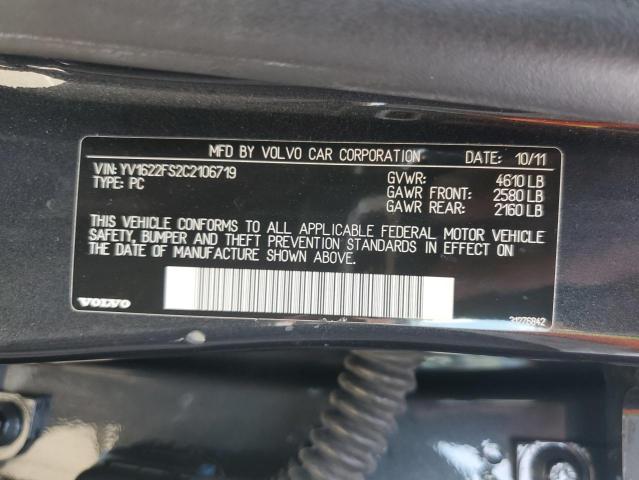 MFD BY VOLVO CAR CORPORATION DATE: 10/11
VIN: YV1622FS2C2106719 GVWR: 4610 LB
TYPE: PC GAWR FRONT: 2580 LB
GAWR REAR: 2160 LB
THIS VEHICLE CONFORMS TO ALL APPLICABLE FEDERAL MOTOR VEHICLE
SAFETY, BUMPER AND THEFT PREVENTION STANDARDS IN EFFECT ON
THE DATE OF MANUFACTURE SHOWN ABOVE.
VOLVO